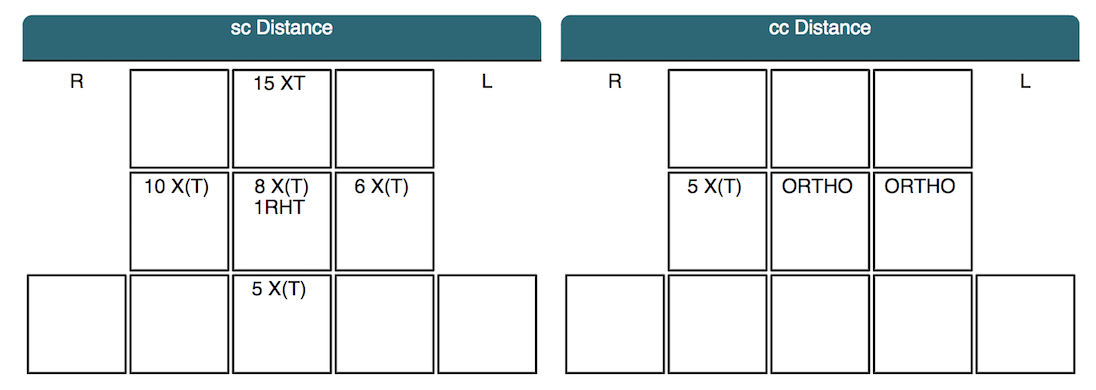 sc Distance
R
15 XT
L
10 X(T)
8 X(T)
1RHT
6 X(T)
5 X(T)
cc Distance
R
L
5 X(T)
ORTHO
ORTHO